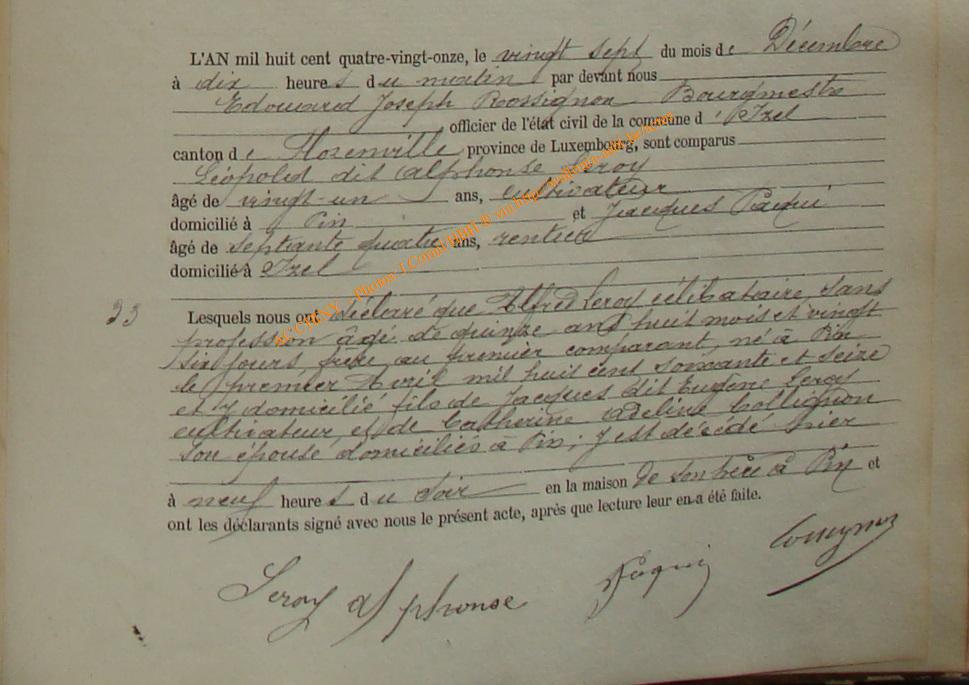 L'AN mil huit cent quatre-vingt-onze, le vingt sept du mois de Décembre
à dix heures du matin par devant nous
Edouard Joseph Rossignon Bourgmestre
officier de l'état civil de la commune d'Izel
canton de Florenville province de Luxembourg, sont comparus
Léopold dit Alphonse Leroy
âgé de vingt-un ans, cultivateur
domicilié à Pin et Jacques Paqui
âgé de septante quatre ans, rentier
domicilié à Izel
33 Lesquels nous ont déclaré que Alfred Leroy célibataire sans
profession âgé de quinze ans huit mois et vingt
six jours, frère au premier comparant, né à Pin
le premier Avril mil huit cent soixante et seize
et y domicilié fils de Jacques dit Eugène Leroy
cultivateur, et de Catherine Adeline Collignon
son épouse domiciliés à Pin; y est décédé hier
à neuf heures du soir en la maison de son père à Pin et
ont les déclarants signé avec nous le présent acte, après que lecture leur en a été faite.
Leroy Alphonse Paqui